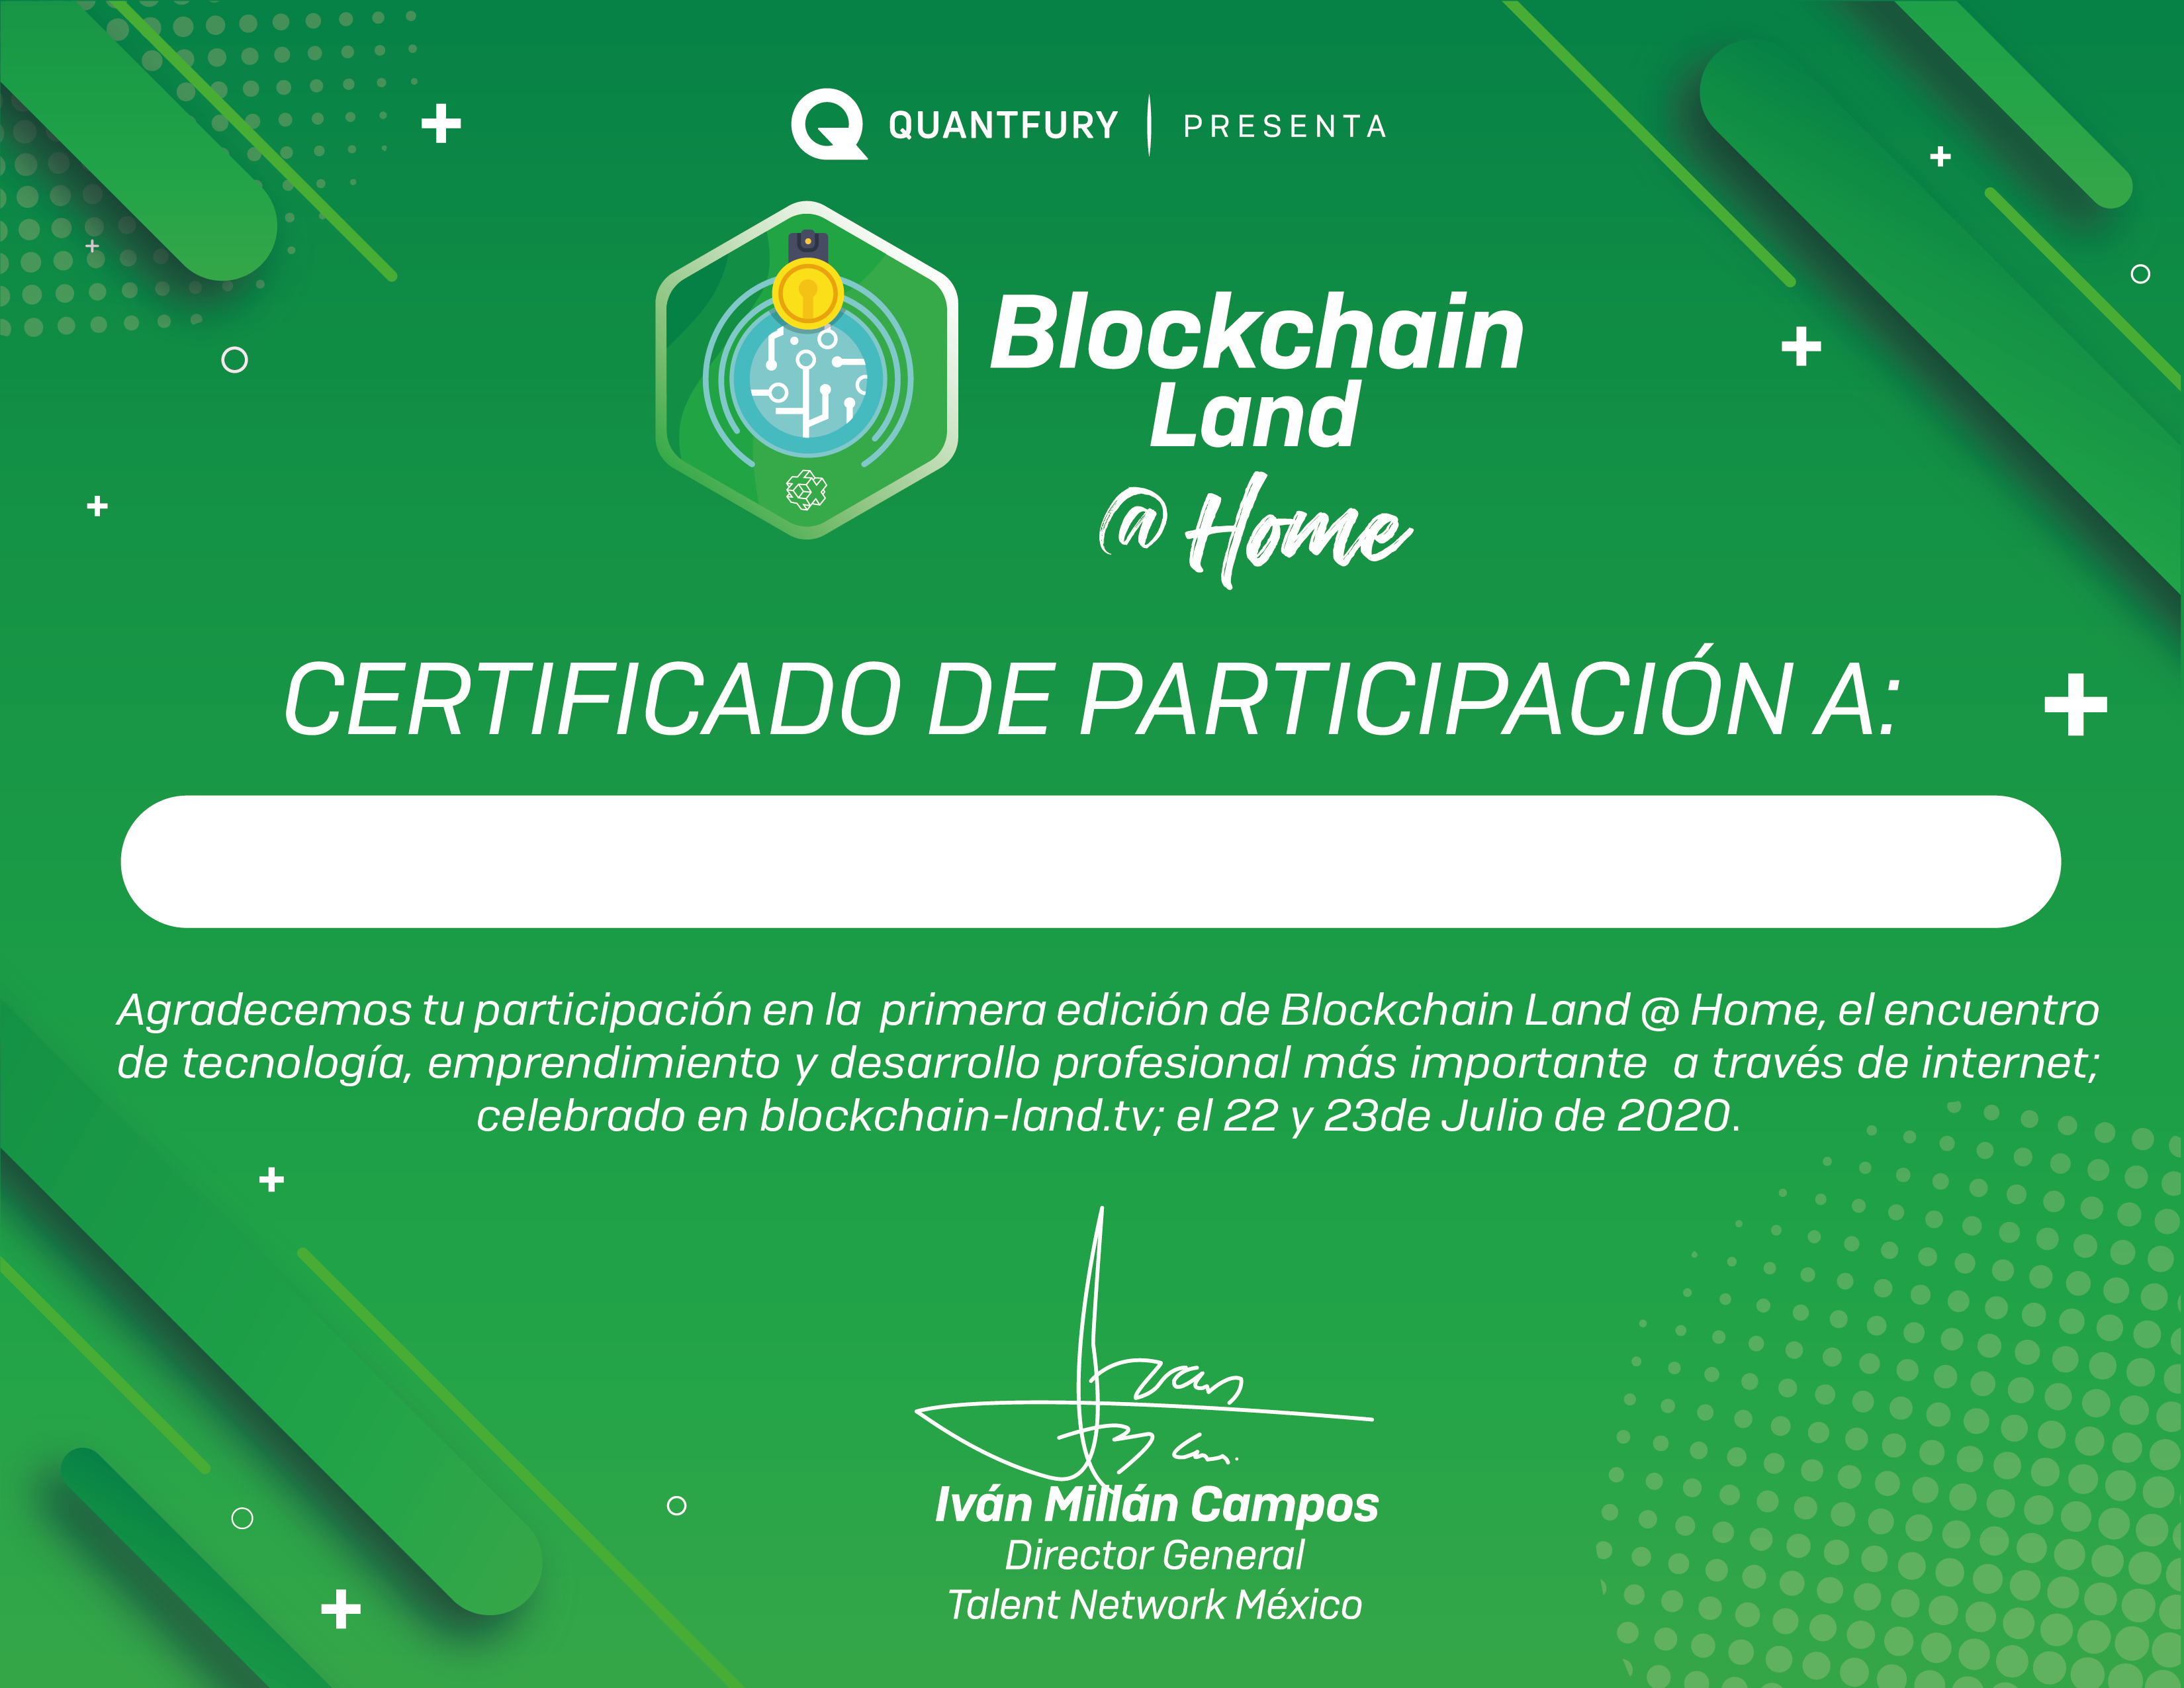 QUANTFURY | PRESENTA
Blockchain
Land
@ Home
CERTIFICADO DE PARTICIPACIÓN A:
Agradecemos tu participación en la primera edición de Blockchain Land @ Home, el encuentro
de tecnología, emprendimiento y desarrollo profesional más importante a través de internet;
celebrado en blockchain-land.tv; el 22 y 23de Julio de 2020.
Iván Millán Campos
Director General
Talent Network México